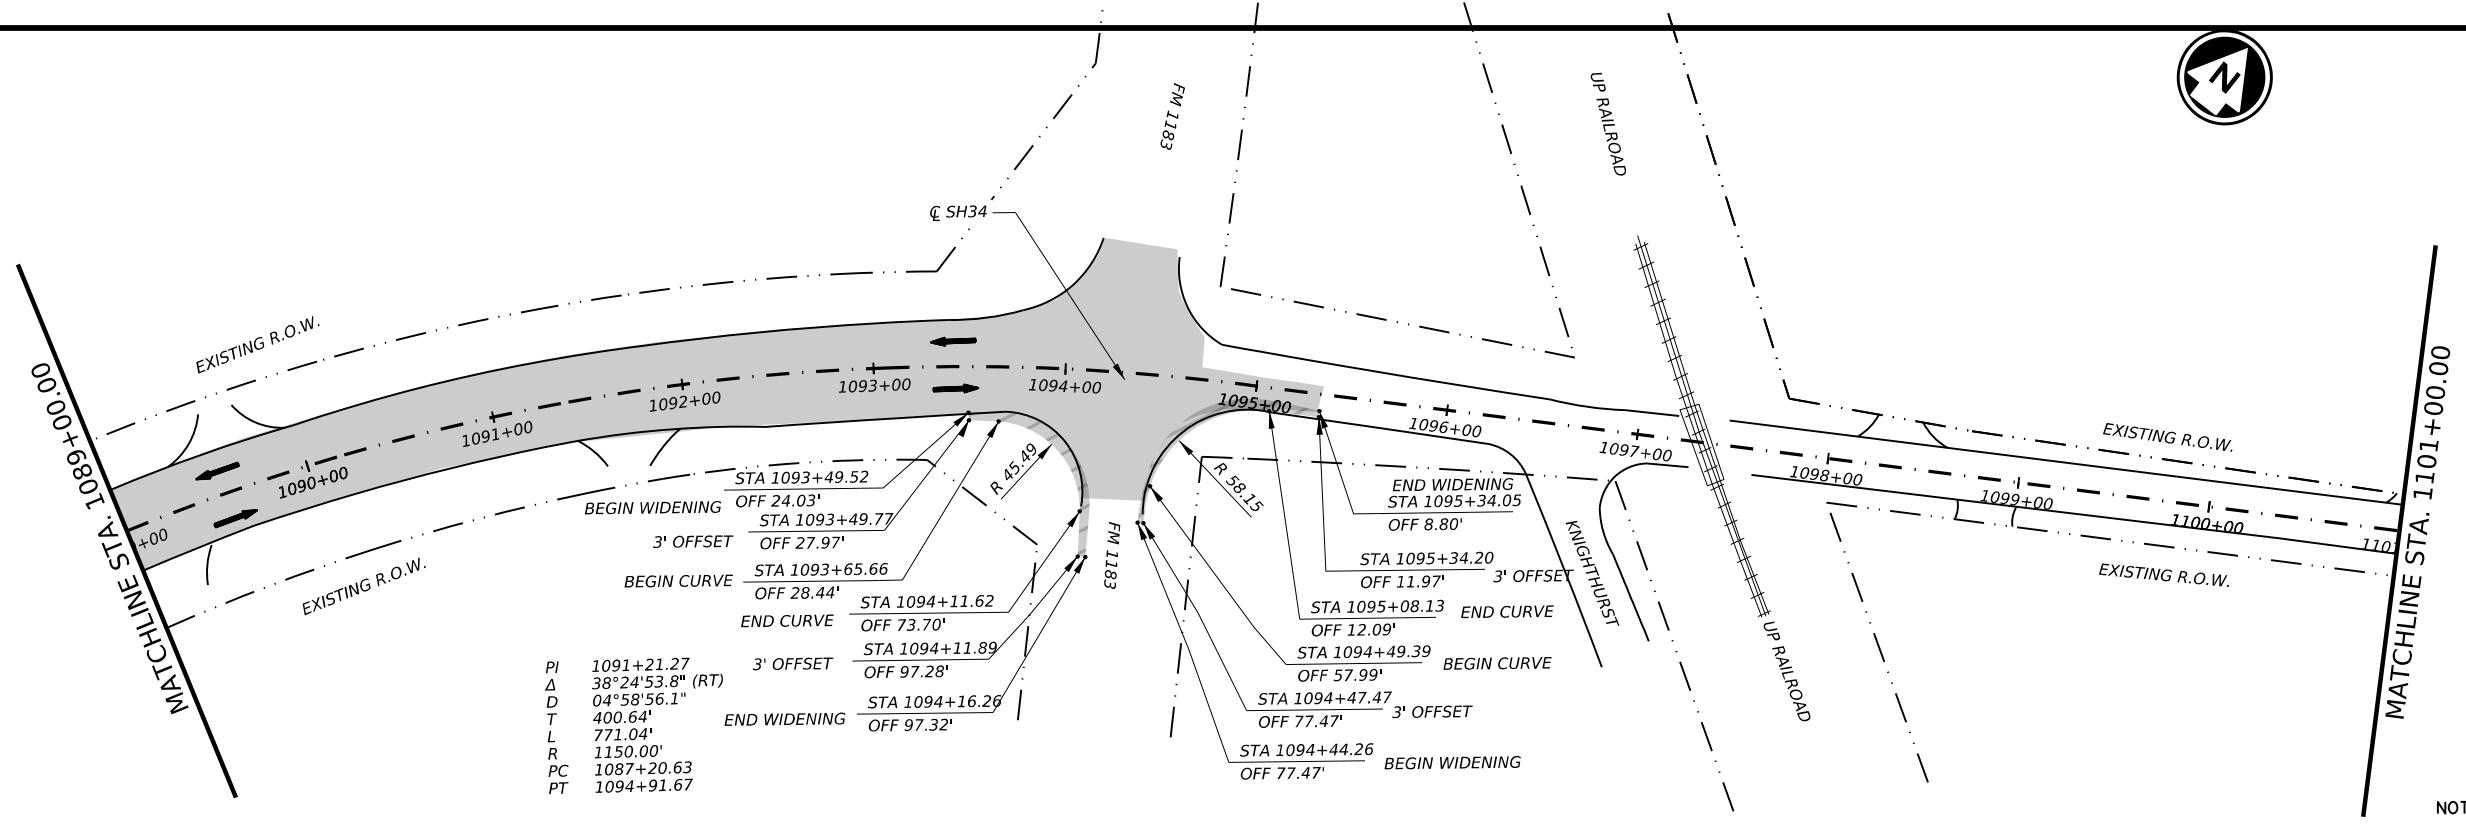 N
FM 1183
UP RAILROAD
℄ SH34
EXISTING R.O.W.
MATCHLINE STA. 1089+00.00
MATCHLINE STA. 1101+00.00
+00
1090+00
1091+00
1092+00
1093+00
1094+00
1095+00
1096+00
1097+00
1098+00
1099+00
1100+00
1101
EXISTING R.O.W.
EXISTING R.O.W.
EXISTING R.O.W.
R 45.49
R 58.15
STA 1093+49.52
BEGIN WIDENING OFF 24.03'
STA 1093+49.77
3' OFFSET OFF 27.97'
STA 1093+65.66
BEGIN CURVE
OFF 28.44'
STA 1094+11.62
END CURVE OFF 73.70'
STA 1094+11.89
3' OFFSET
OFF 97.28'
STA 1094+16.26
END WIDENING
OFF 97.32'
FM 1183
END WIDENING
STA 1095+34.05
OFF 8.80'
STA 1095+34.20
OFF 11.97' 3' OFFSET
STA 1095+08.13
OFF 12.09'
END CURVE
STA 1094+49.39
OFF 57.99'
BEGIN CURVE
STA 1094+47.47
OFF 77.47'
3' OFFSET
STA 1094+44.26
OFF 77.47'
BEGIN WIDENING
KNIGHTHURST
UP RAILROAD
PI 1091+21.27
Δ 38°24'53.8" (RT)
D 04°58'56.1"
T 400.64'
L 771.04'
R 1150.00'
PC 1087+20.63
PT 1094+91.67
NOT